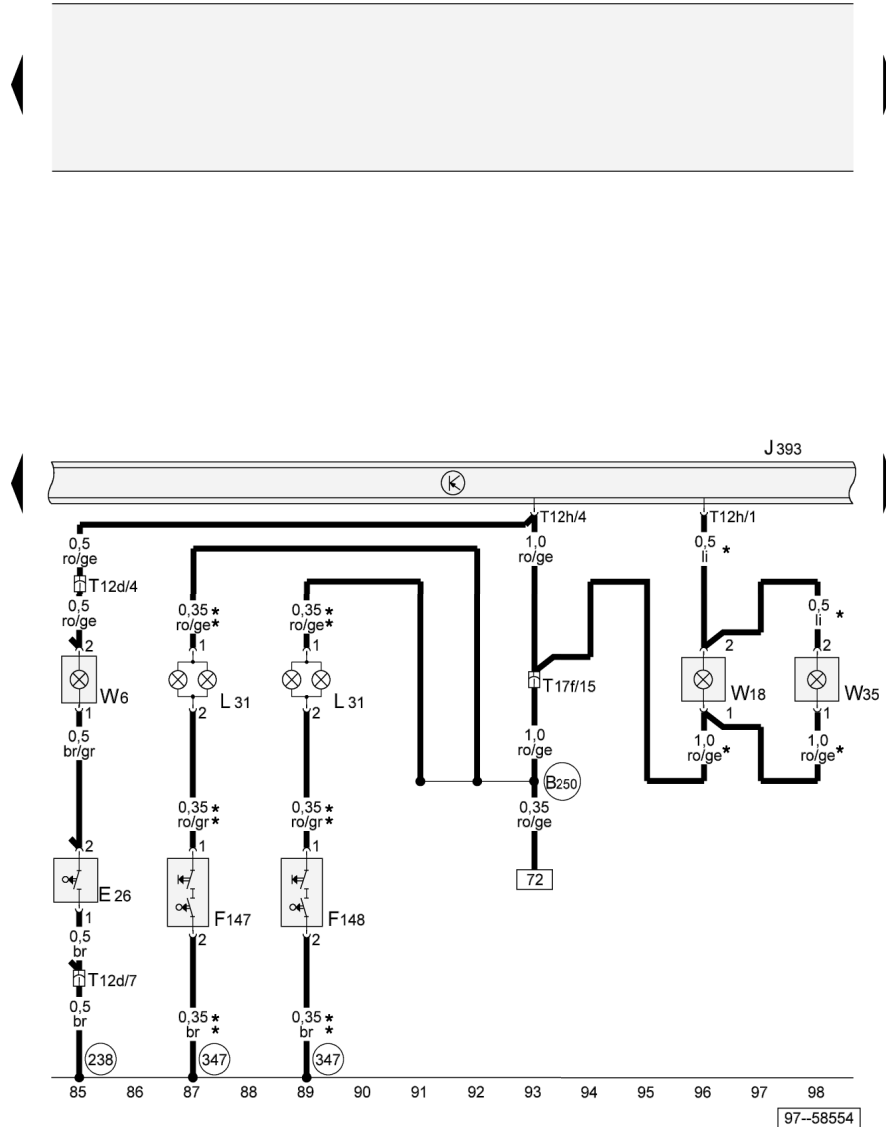 J 393
T12h/4 T12h/1
0,5 1,0 0,5
ro/ge ro/ge li *
T12d/4
0,5 0,35 * 0,35 * 0,5
ro/ge ro/ge * ro/ge * li *
2 1 1 2 2
W6 L 31 L 31 T17f/15 W18 W35
1 2 2 1 1
0,5 1,0 1,0 1,0
br/gr ro/ge ro/ge * ro/ge *
B250
0,35 * 0,35 * 0,35
ro/gr * ro/gr * ro/ge
2 1 1
72
E 26 F147 F148
1 2 2
0,5
br
T12d/7
0,5 0,35 * 0,35 *
br br * br *
238 347 347
85 86 87 88 89 90 91 92 93 94 95 96 97 98
97--58554